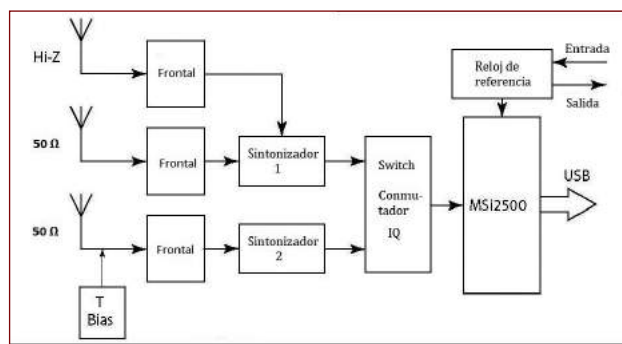 Hi-Z
Frontal
50 Ω
Frontal
Sintonizador
1
50 Ω
Frontal
Sintonizador
2
T
Bias
Switch
Conmu-
tador
IQ
Reloj de
referencia
Entrada
Salida
MSi2500
USB